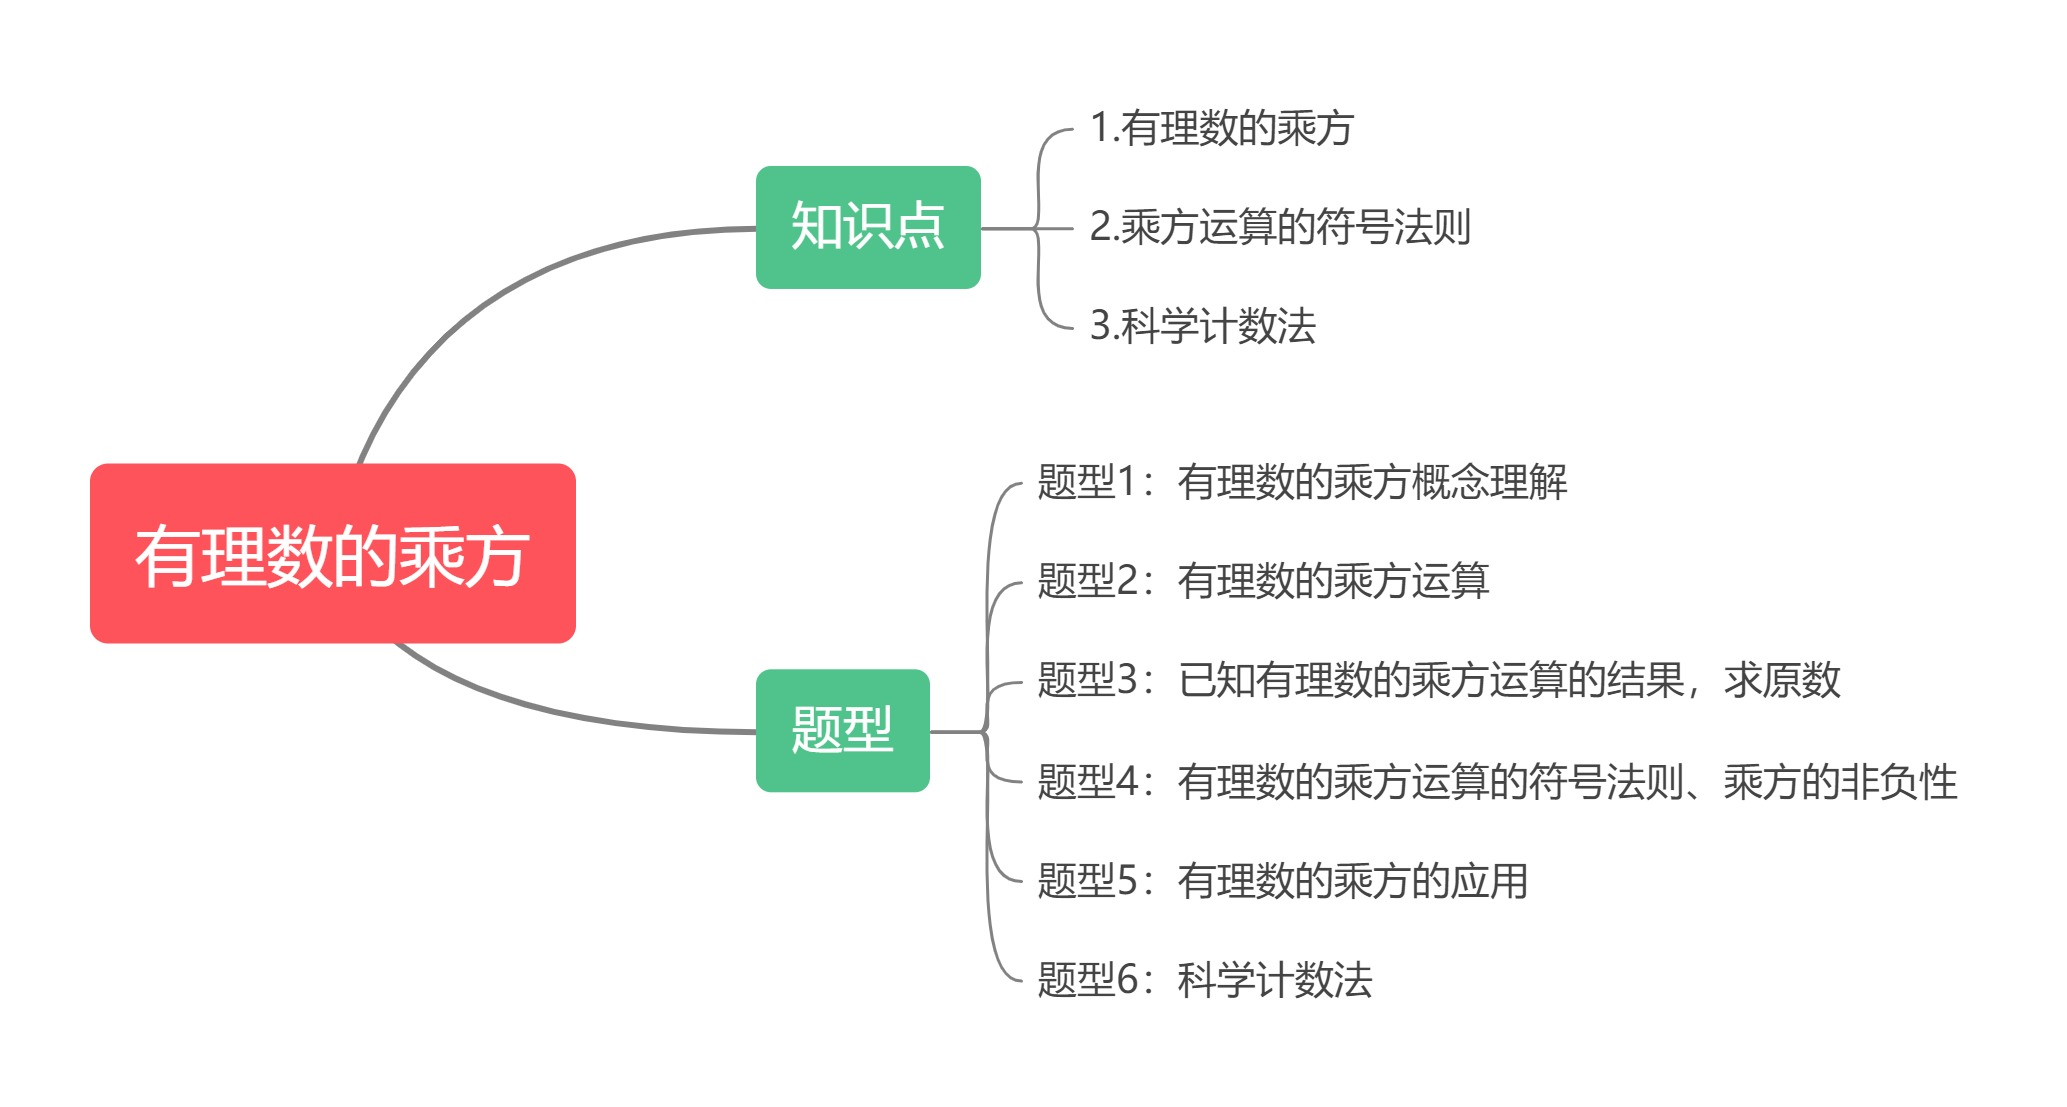 有理数的乘方
知识点
1.有理数的乘方
2.乘方运算的符号法则
3.科学计数法
题型
题型1：有理数的乘方概念理解
题型2：有理数的乘方运算
题型3：已知有理数的乘方运算的结果，求原数
题型4：有理数的乘方运算的符号法则、乘方的非负性
题型5：有理数的乘方的应用
题型6：科学计数法